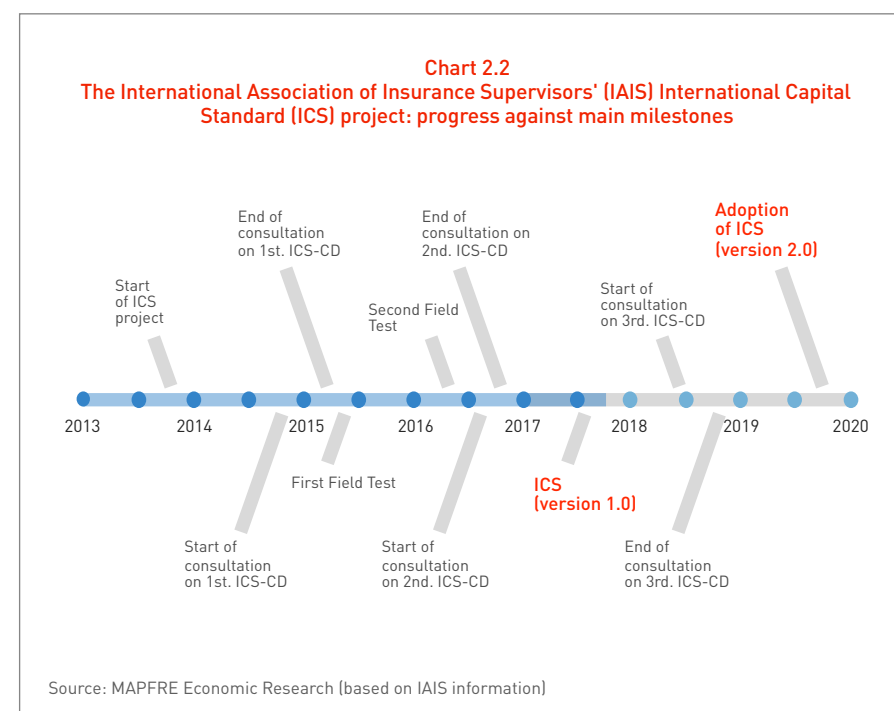 Chart 2.2
The International Association of Insurance Supervisors' (IAIS) International Capital
Standard (ICS) project: progress against main milestones
Start
of ICS
project
End of
consultation
on 1st. ICS-CD
Second Field
Test
End of
consultation on
2nd. ICS-CD
Start of
consultation
on 3rd. ICS-CD
Adoption
of ICS
(version 2.0)
2013
2014
2015
2016
2017
2018
2019
2020
Start of
consultation
on 1st. ICS-CD
First Field Test
Start of
consultation
on 2nd. ICS-CD
ICS
(version 1.0)
End of
consultation
on 3rd. ICS-CD
Source: MAPFRE Economic Research (based on IAIS information)